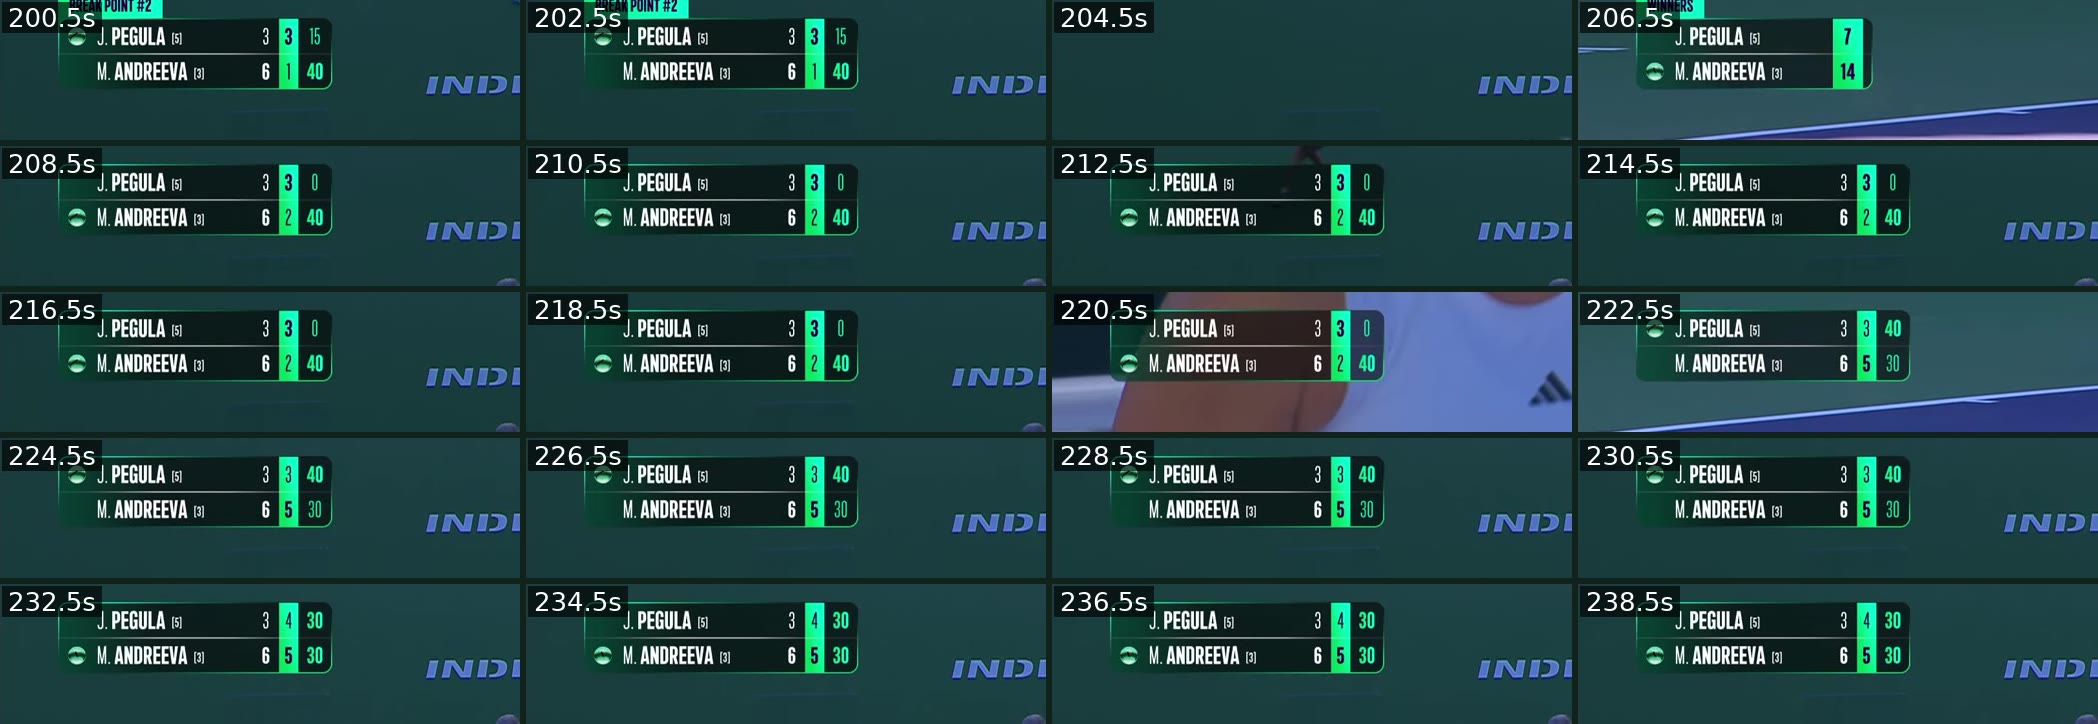 200.5s
BREAK POINT #2
J. PEGULA [5] 3 3 15
M. ANDREEVA [3] 6 1 40
INDI
202.5s
BREAK POINT #2
J. PEGULA [5] 3 3 15
M. ANDREEVA [3] 6 1 40
INDI
204.5s
INDI
206.5s
WINNERS
J. PEGULA [5] 7
M. ANDREEVA [3] 14
208.5s
J. PEGULA [5] 3 3 0
M. ANDREEVA [3] 6 2 40
INDI
210.5s
J. PEGULA [5] 3 3 0
M. ANDREEVA [3] 6 2 40
INDI
212.5s
J. PEGULA [5] 3 3 0
M. ANDREEVA [3] 6 2 40
INDI
214.5s
J. PEGULA [5] 3 3 0
M. ANDREEVA [3] 6 2 40
INDI
216.5s
J. PEGULA [5] 3 3 0
M. ANDREEVA [3] 6 2 40
INDI
218.5s
J. PEGULA [5] 3 3 0
M. ANDREEVA [3] 6 2 40
INDI
220.5s
J. PEGULA [5] 3 3 0
M. ANDREEVA [3] 6 2 40
222.5s
J. PEGULA [5] 3 3 40
M. ANDREEVA [3] 6 5 30
224.5s
J. PEGULA [5] 3 3 40
M. ANDREEVA [3] 6 5 30
INDI
226.5s
J. PEGULA [5] 3 3 40
M. ANDREEVA [3] 6 5 30
INDI
228.5s
J. PEGULA [5] 3 3 40
M. ANDREEVA [3] 6 5 30
INDI
230.5s
J. PEGULA [5] 3 3 40
M. ANDREEVA [3] 6 5 30
INDI
232.5s
J. PEGULA [5] 3 4 30
M. ANDREEVA [3] 6 5 30
INDI
234.5s
J. PEGULA [5] 3 4 30
M. ANDREEVA [3] 6 5 30
INDI
236.5s
J. PEGULA [5] 3 4 30
M. ANDREEVA [3] 6 5 30
INDI
238.5s
J. PEGULA [5] 3 4 30
M. ANDREEVA [3] 6 5 30
INDI